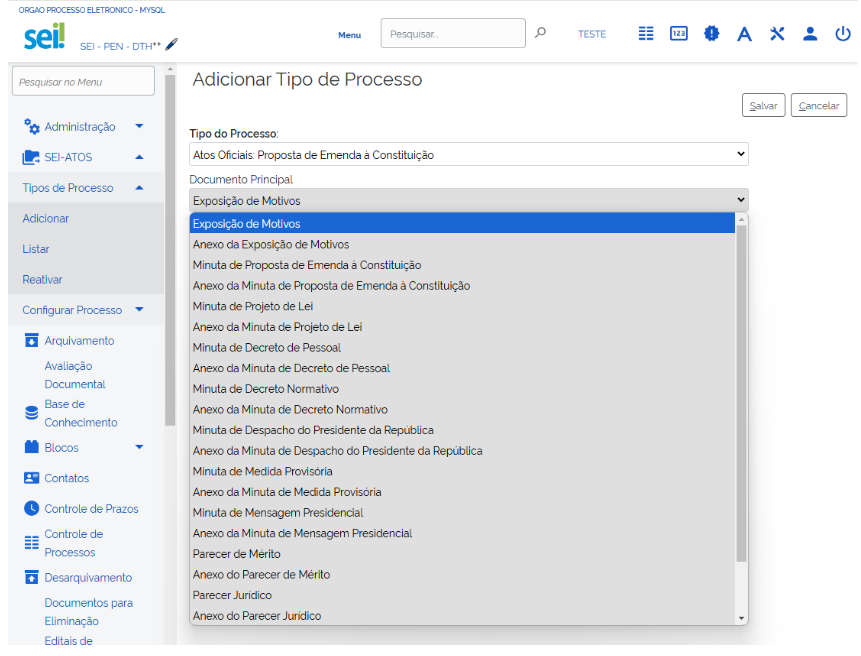 ORGAO PROCESSO ELETRONICO - MYSQL
sei!
SEI - PEN - DTH**
Menu
Pesquisar...
TESTE
123
A
Pesquisar no Menu
Administração
SEI-ATOS
Tipos de Processo
Adicionar
Listar
Reativar
Configurar Processo
Arquivamento
Avaliação
Documental
Base de
Conhecimento
Blocos
Contatos
Controle de Prazos
Controle de
Processos
Desarquivamento
Documentos para
Eliminação
Editais de
Adicionar Tipo de Processo
Salvar
Cancelar
Tipo do Processo:
Atos Oficiais: Proposta de Emenda à Constituição
Documento Principal
Exposição de Motivos
Exposição de Motivos
Anexo da Exposição de Motivos
Minuta de Proposta de Emenda à Constituição
Anexo da Minuta de Proposta de Emenda à Constituição
Minuta de Projeto de Lei
Anexo da Minuta de Projeto de Lei
Minuta de Decreto de Pessoal
Anexo da Minuta de Decreto de Pessoal
Minuta de Decreto Normativo
Anexo da Minuta de Decreto Normativo
Minuta de Despacho do Presidente da República
Anexo da Minuta de Despacho do Presidente da República
Minuta de Medida Provisória
Anexo da Minuta de Medida Provisória
Minuta de Mensagem Presidencial
Anexo da Minuta de Mensagem Presidencial
Parecer de Mérito
Anexo do Parecer de Mérito
Parecer Jurídico
Anexo do Parecer Jurídico